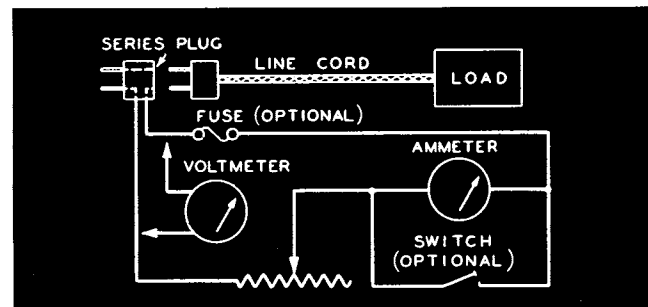 SERIES PLUG
LINE CORD
LOAD
FUSE (OPTIONAL)
AMMETER
VOLTMETER
SWITCH
(OPTIONAL)